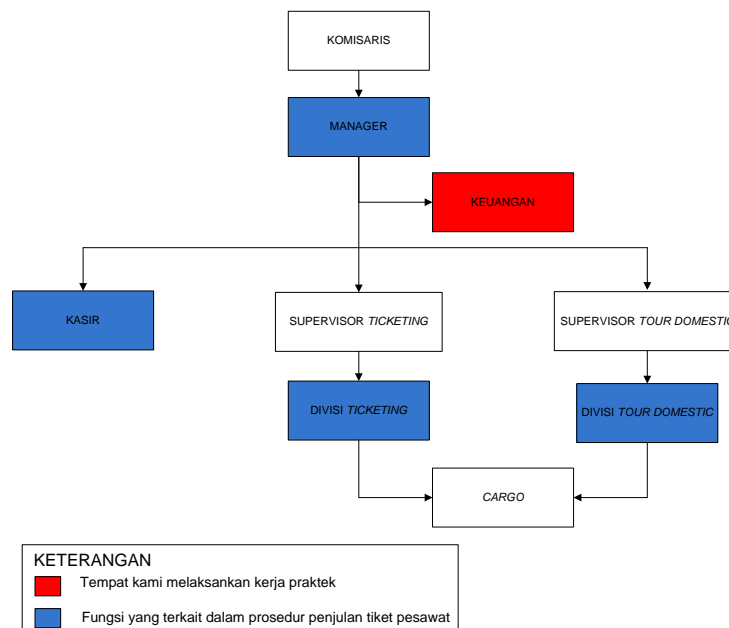 KOMISARIS
MANAGER
KEUANGAN
KASIR
SUPERVISOR TICKETING
SUPERVISOR TOUR DOMESTIC
DIVISI TICKETING
DIVISI TOUR DOMESTIC
CARGO
KETERANGAN
Tempat kami melaksankan kerja praktek
Fungsi yang terkait dalam prosedur penjulan tiket pesawat